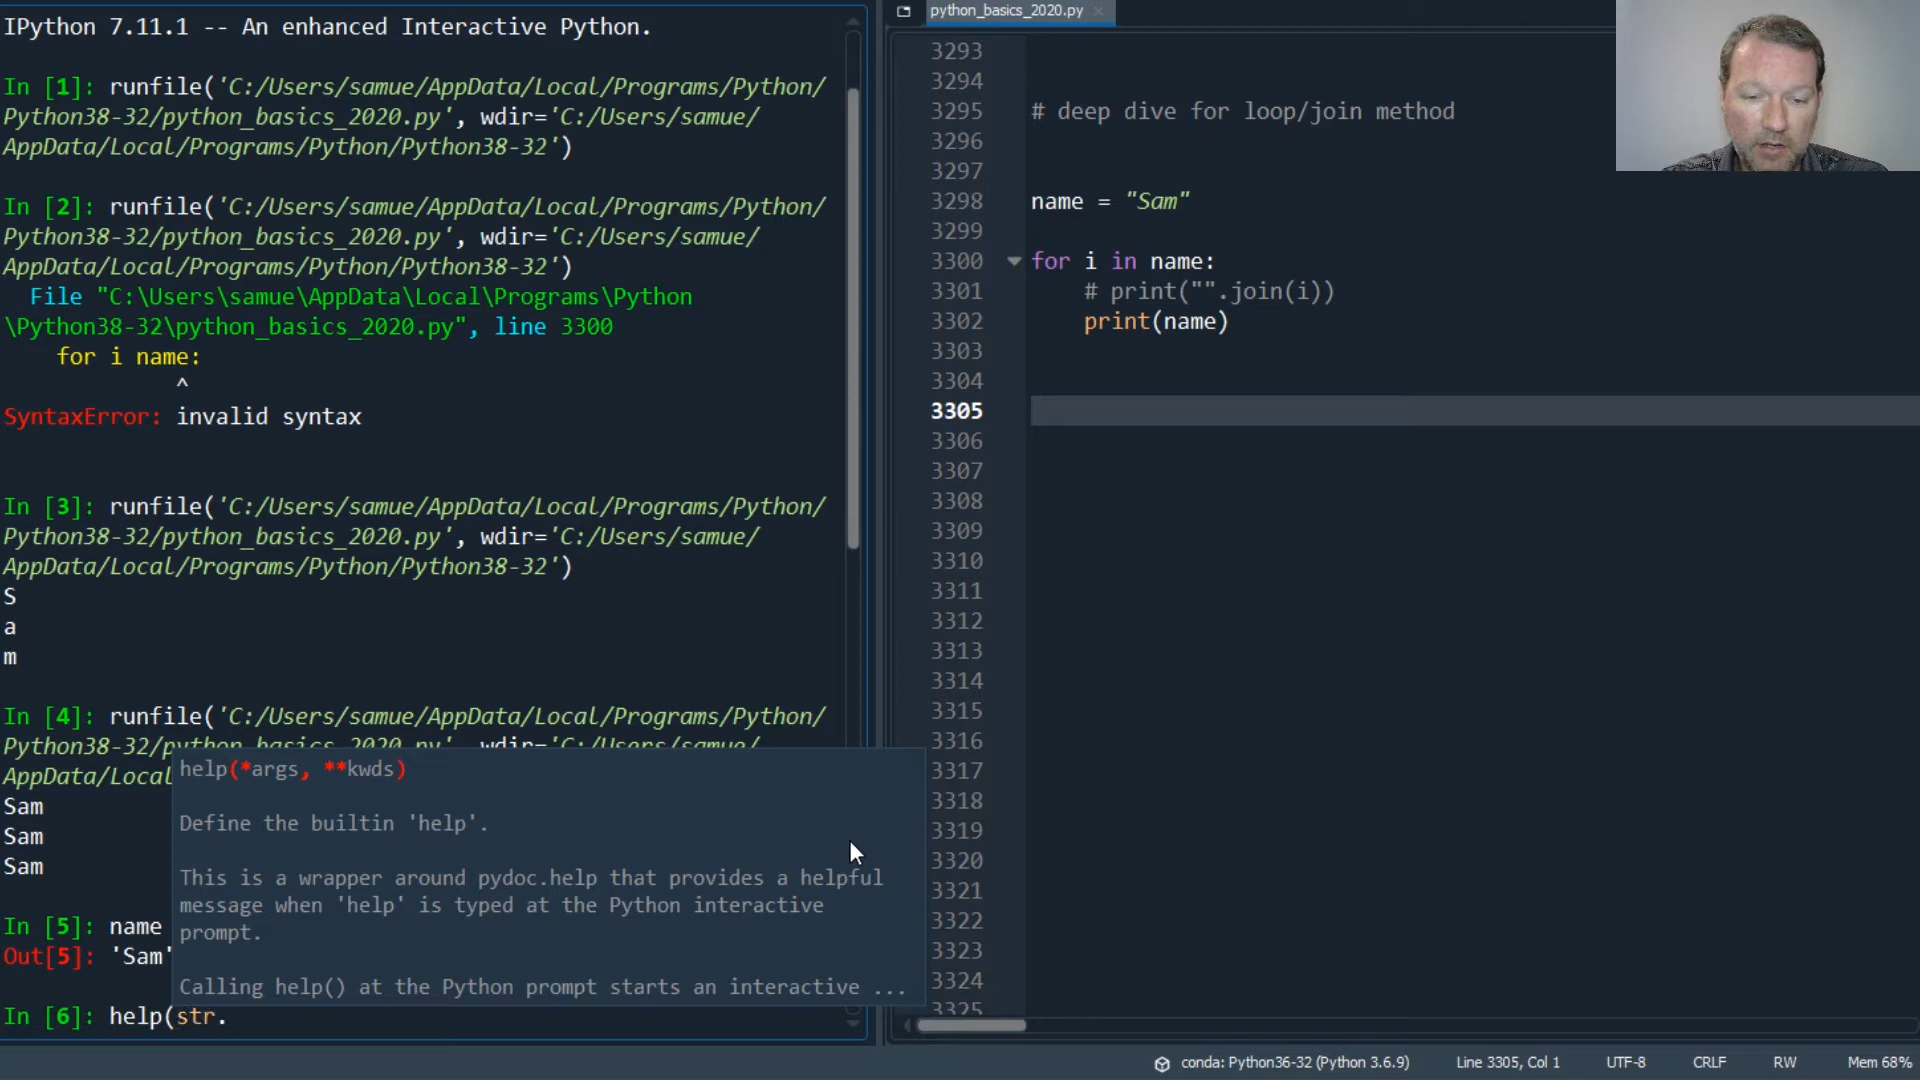 IPython 7.11.1 -- An enhanced Interactive Python.
In [1]: runfile('C:/Users/samue/AppData/Local/Programs/Python/
Python38-32/python_basics_2020.py', wdir='C:/Users/samue/
AppData/Local/Programs/Python/Python38-32')
In [2]: runfile('C:/Users/samue/AppData/Local/Programs/Python/
Python38-32/python_basics_2020.py', wdir='C:/Users/samue/
AppData/Local/Programs/Python/Python38-32')
File "C:\Users\samue\AppData\Local\Programs\Python
\Python38-32\python_basics_2020.py", line 3300
for i name:
^
SyntaxError: invalid syntax
In [3]: runfile('C:/Users/samue/AppData/Local/Programs/Python/
Python38-32/python_basics_2020.py', wdir='C:/Users/samue/
AppData/Local/Programs/Python/Python38-32')
S
a
m
In [4]: runfile('C:/Users/samue/AppData/Local/Programs/Python/
Python38-32/python_basics_2020.py', wdir='C:/Users/samue/
AppData/Local
Sam
Sam
Sam
In [5]: name
Out[5]: 'Sam'
In [6]: help(str.
help(*args, **kwds)
Define the builtin 'help'.
This is a wrapper around pydoc.help that provides a helpful
message when 'help' is typed at the Python interactive
prompt.
Calling help() at the Python prompt starts an interactive ...
python_basics_2020.py
3293
3294
3295 # deep dive for loop/join method
3296
3297
3298 name = "Sam"
3299
3300 for i in name:
3301 # print("".join(i))
3302 print(name)
3303
3304
3305
3306
3307
3308
3309
3310
3311
3312
3313
3314
3315
3316
3317
3318
3319
3320
3321
3322
3323
3324
3325
conda: Python36-32 (Python 3.6.9)
Line 3305, Col 1
UTF-8
CRLF
RW
Mem 68%